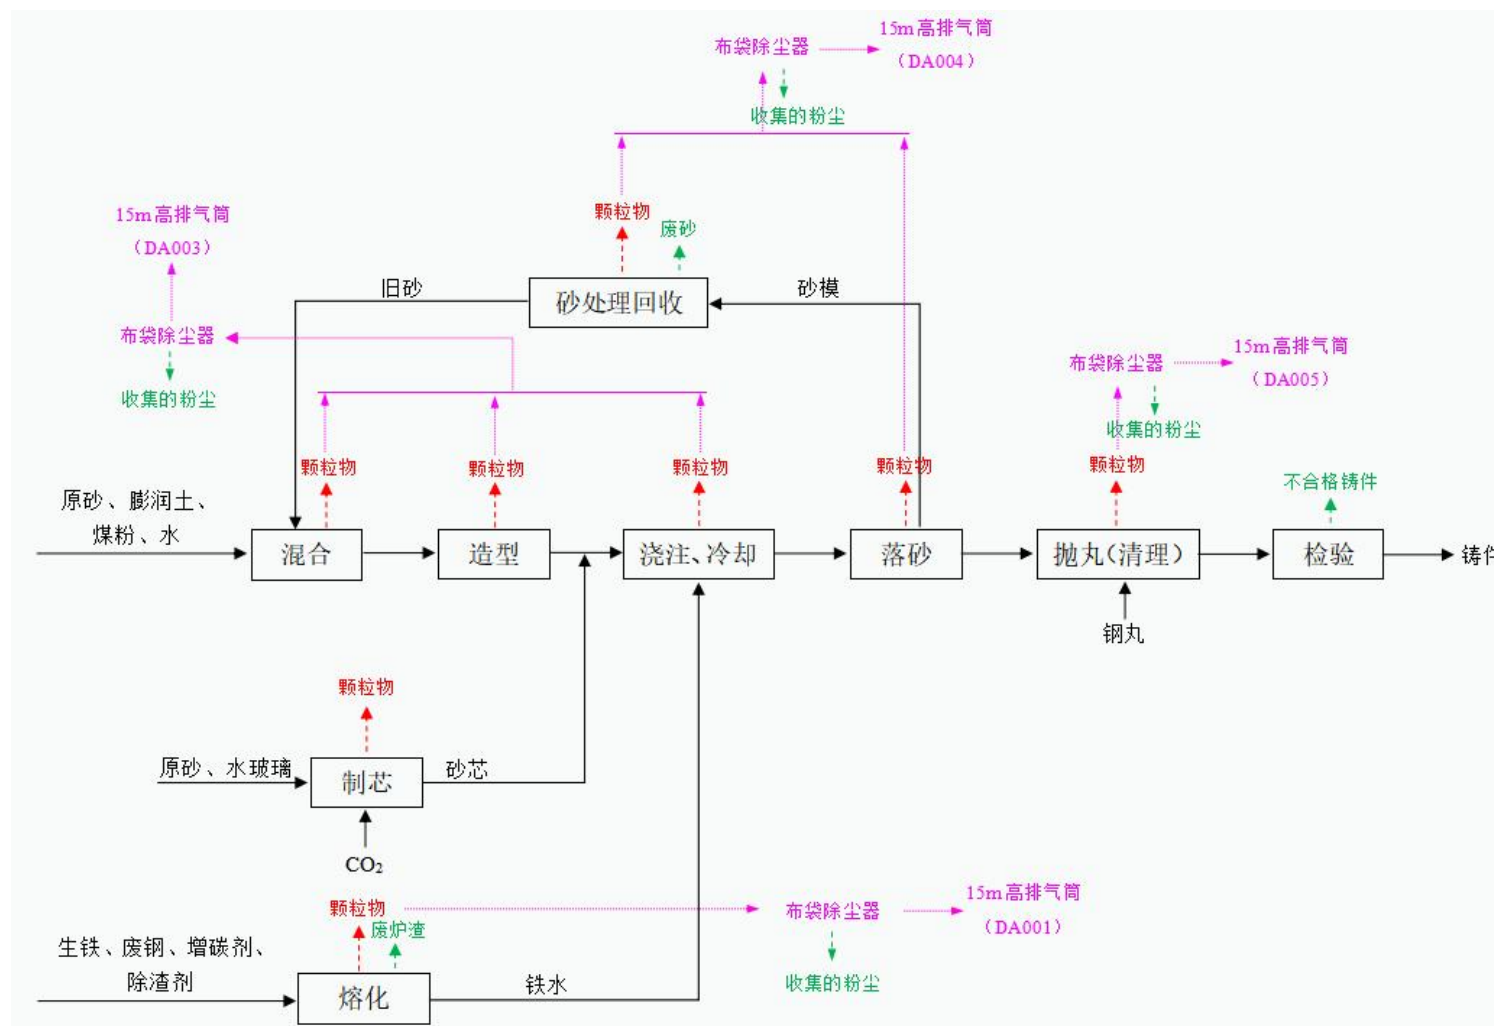 15m高排气筒
布袋除尘器
（DA004）
收集的粉尘
颗粒物
15m高排气筒
废砂
（DA003）
旧砂
砂处理回收
砂模
布袋除尘器
15m高排气筒
布袋除尘器
（DA005）
收集的粉尘
收集的粉尘
颗粒物
颗粒物
颗粒物
颗粒物
颗粒物
不合格铸件
原砂、膨润土、
煤粉、水
混合
造型
浇注、冷却
落砂
抛丸（清理）
检验
铸件
钢丸
颗粒物
原砂、水玻璃
制芯
砂芯
CO₂
颗粒物
布袋除尘器
15m高排气筒
（DA001）
废炉渣
生铁、废钢、增碳剂、
除渣剂
熔化
铁水
收集的粉尘